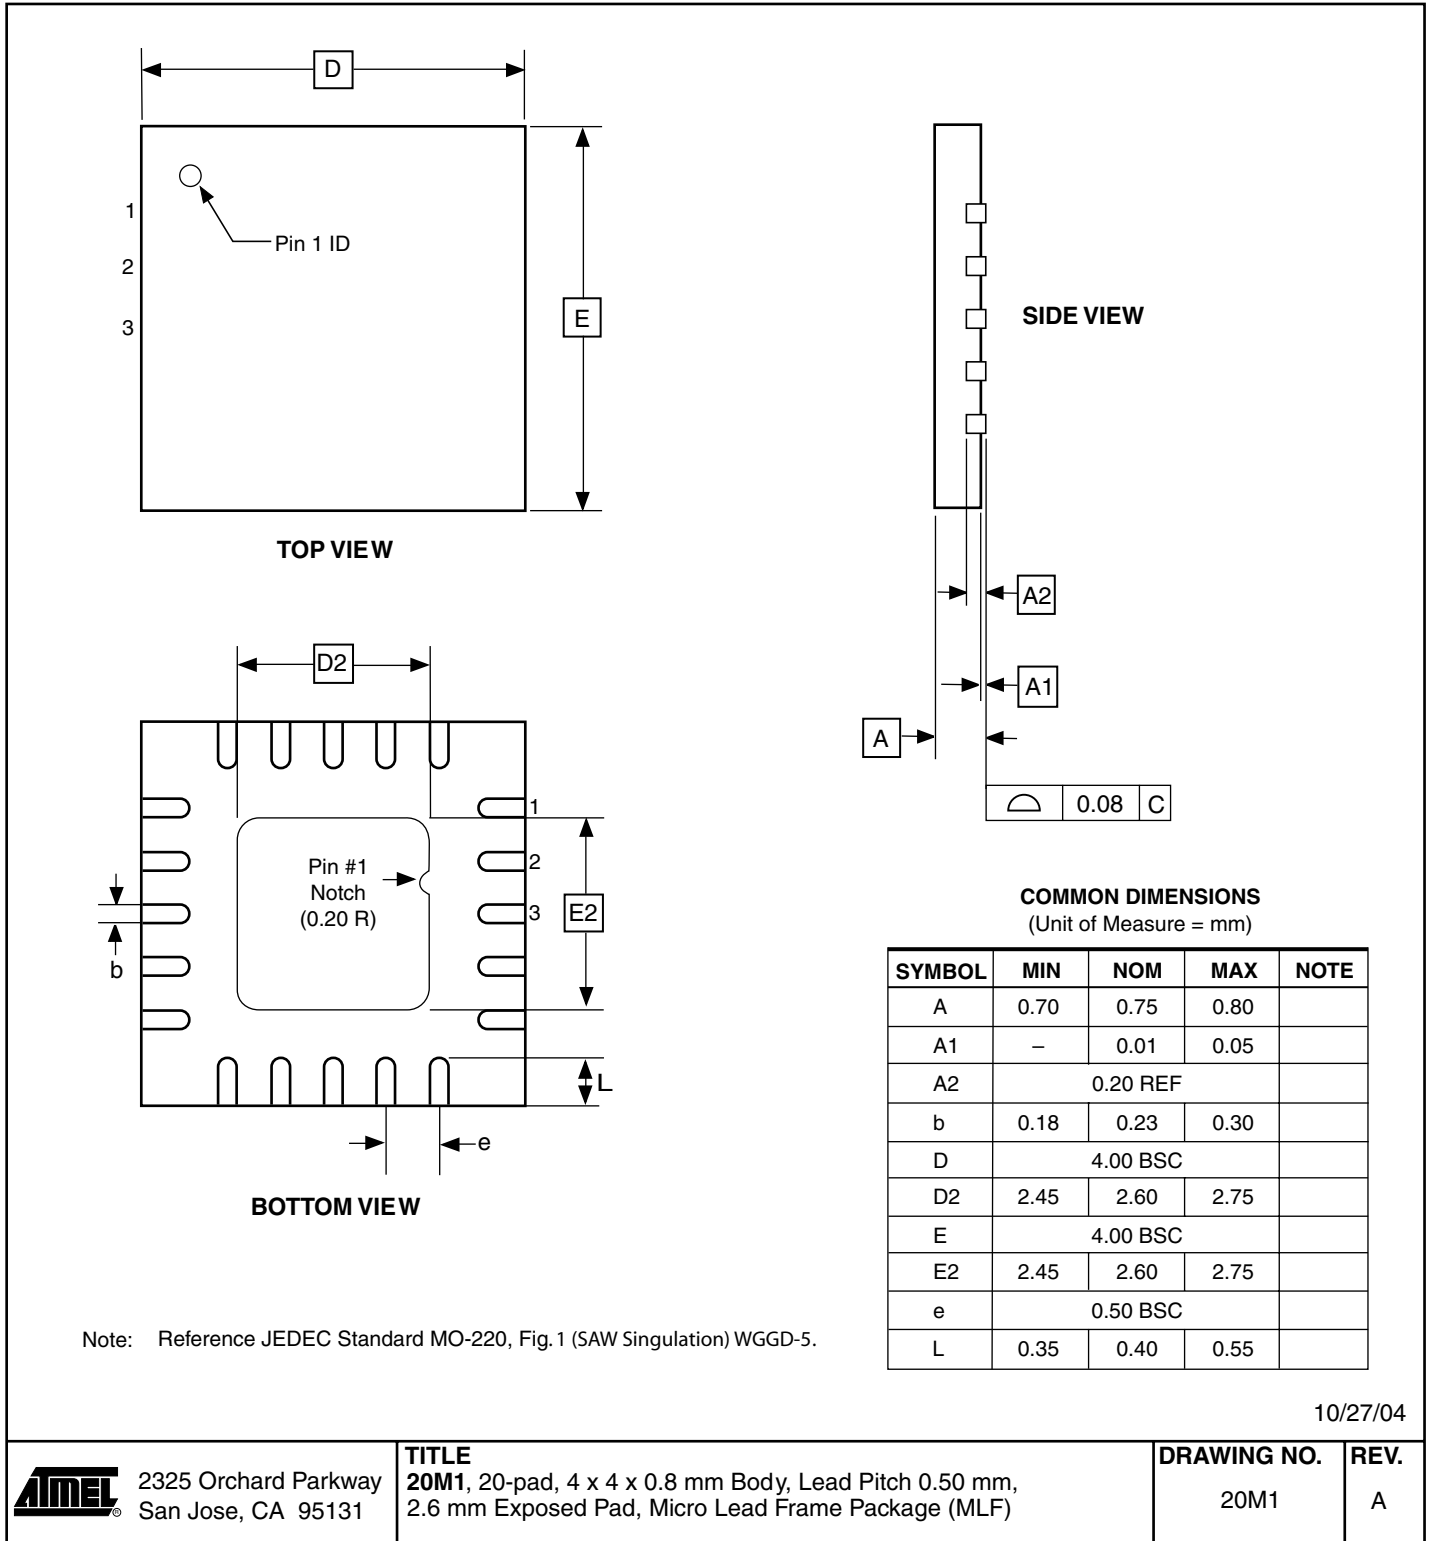 D
1
2
3
Pin 1 ID
E
TOP VIEW
SIDE VIEW
A2
A1
A
0.08 C
D2
1
2
3
Pin #1
Notch
(0.20 R)
E2
b
L
e
BOTTOM VIEW
COMMON DIMENSIONS
(Unit of Measure = mm)
SYMBOL MIN NOM MAX NOTE
A 0.70 0.75 0.80
A1 – 0.01 0.05
A2 0.20 REF
b 0.18 0.23 0.30
D 4.00 BSC
D2 2.45 2.60 2.75
E 4.00 BSC
E2 2.45 2.60 2.75
e 0.50 BSC
L 0.35 0.40 0.55
Note: Reference JEDEC Standard MO-220, Fig. 1 (SAW Singulation) WGGD-5.
10/27/04
ATMEL ®
2325 Orchard Parkway
San Jose, CA 95131
TITLE
20M1, 20-pad, 4 x 4 x 0.8 mm Body, Lead Pitch 0.50 mm,
2.6 mm Exposed Pad, Micro Lead Frame Package (MLF)
DRAWING NO.
20M1
REV.
A